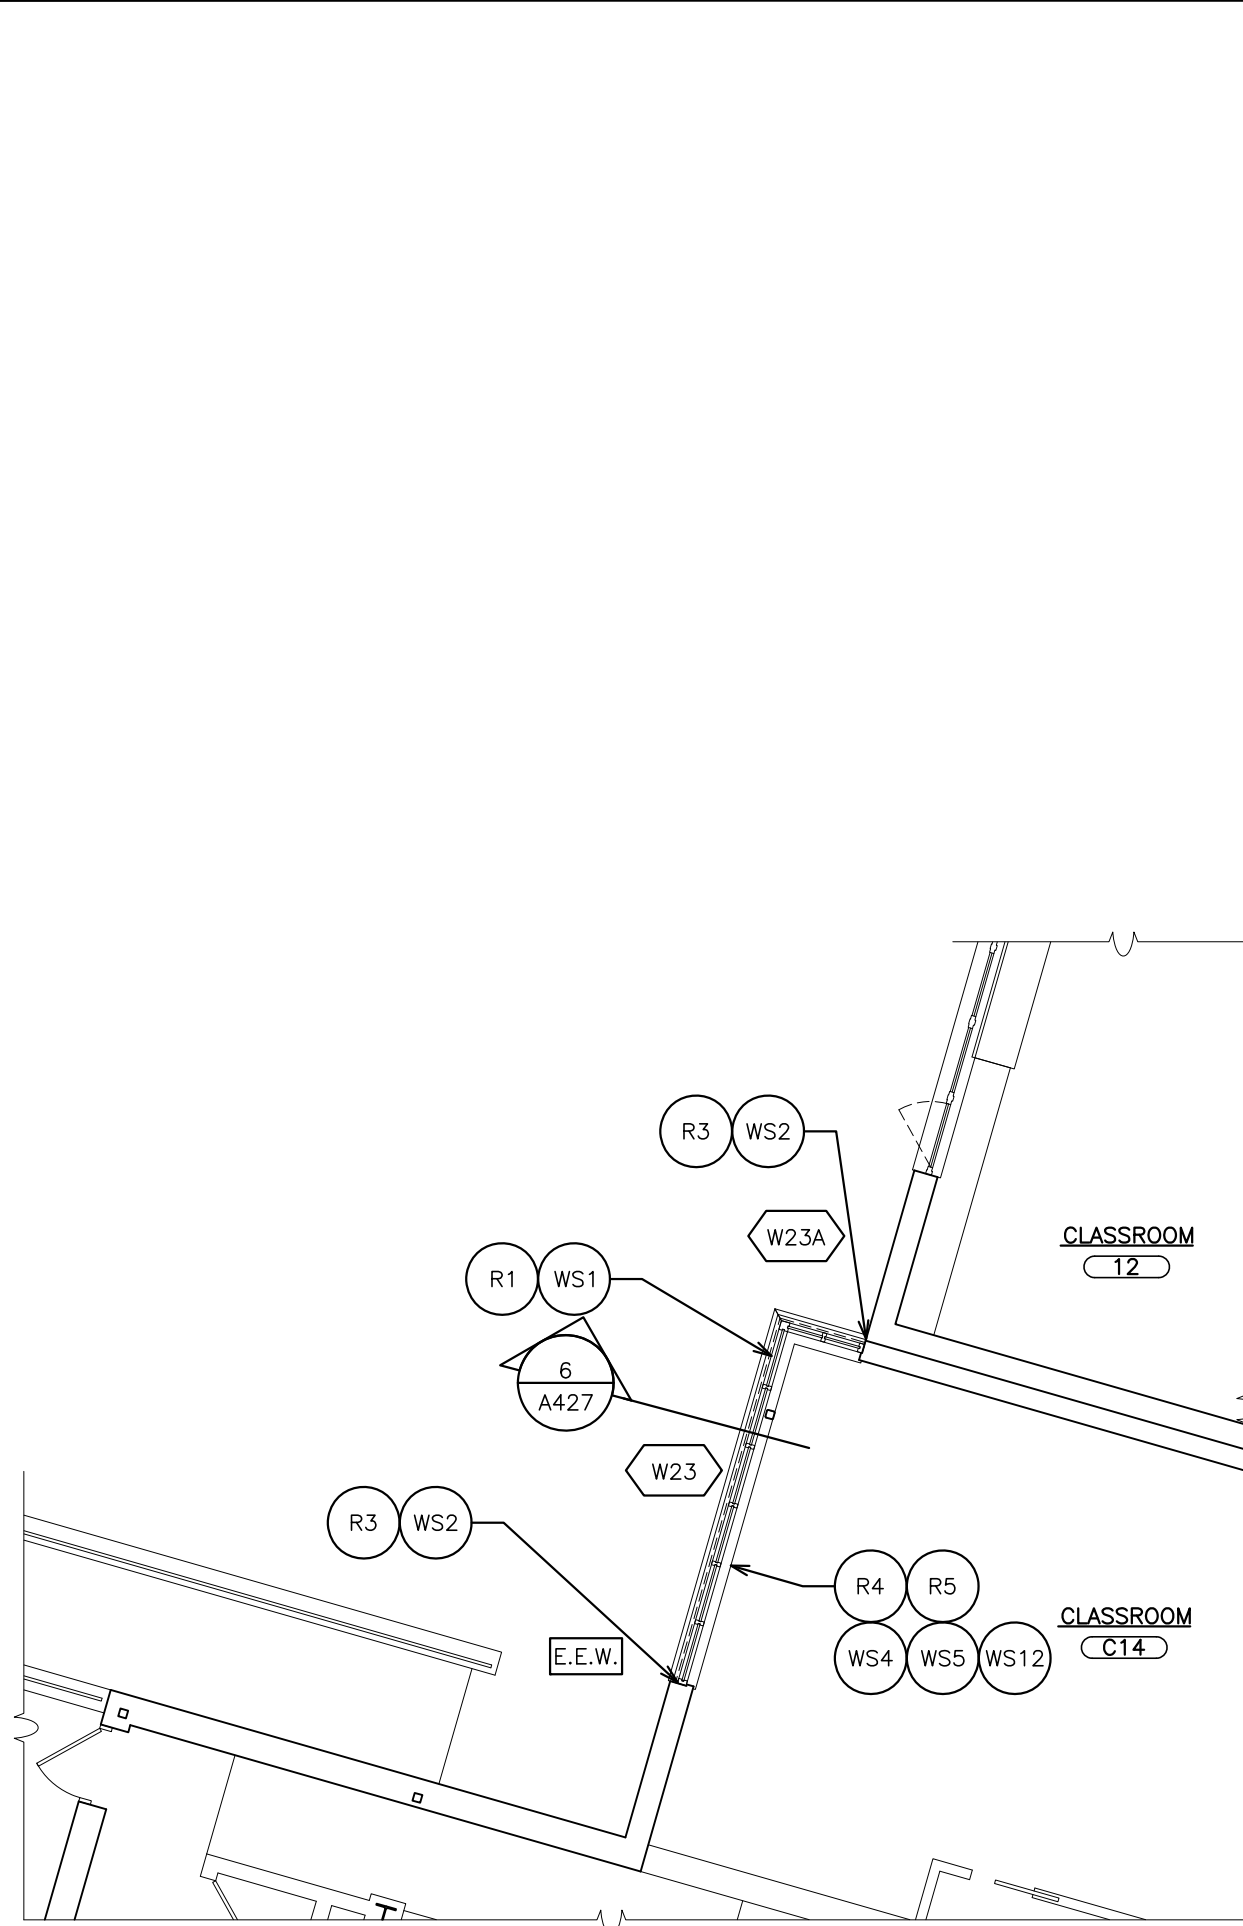 R3 WS2
W23A
CLASSROOM
12
R1 WS1
6
A427
W23
R3 WS2
R4 R5
CLASSROOM
C14
E.E.W.
WS4 WS5 WS12